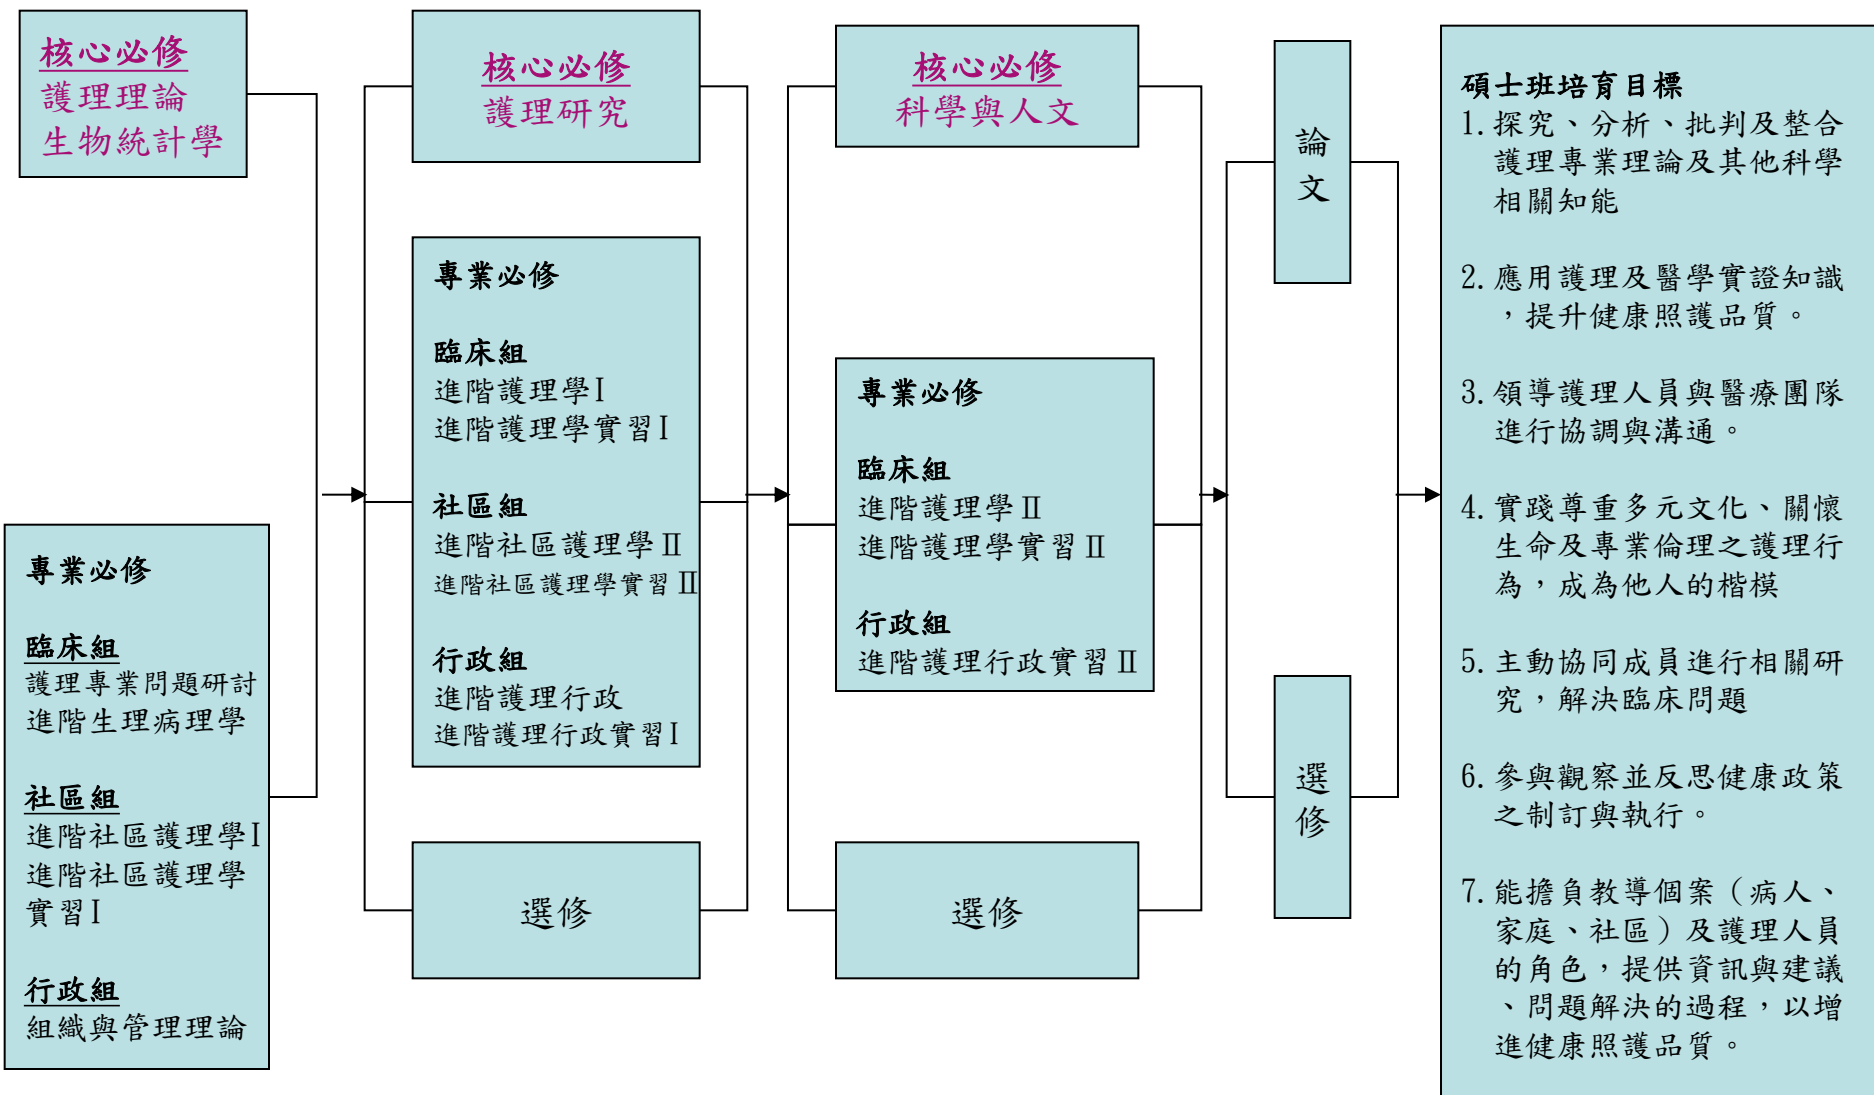 核心必修
護理理論
生物統計學
專業必修
臨床組
護理專業問題研討
進階生理病理學
社區組
進階社區護理學I
進階社區護理學
實習I
行政組
組織與管理理論
核心必修
護理研究
專業必修
臨床組
進階護理學I
進階護理學實習I
社區組
進階社區護理學Ⅱ
進階社區護理學實習Ⅱ
行政組
進階護理行政
進階護理行政實習I
選修
核心必修
科學與人文
專業必修
臨床組
進階護理學Ⅱ
進階護理學實習Ⅱ
行政組
進階護理行政實習Ⅱ
選修
論
文
選
修
碩士班培育目標
1.探究、分析、批判及整合
護理專業理論及其他科學
相關知能
2.應用護理及醫學實證知識
，提升健康照護品質。
3.領導護理人員與醫療團隊
進行協調與溝通。
4.實踐尊重多元文化、關懷
生命及專業倫理之護理行
為，成為他人的楷模
5.主動協同成員進行相關研
究，解決臨床問題
6.參與觀察並反思健康政策
之制訂與執行。
7.能擔負教導個案（病人、
家庭、社區）及護理人員
的角色，提供資訊與建議
、問題解決的過程，以增
進健康照護品質。